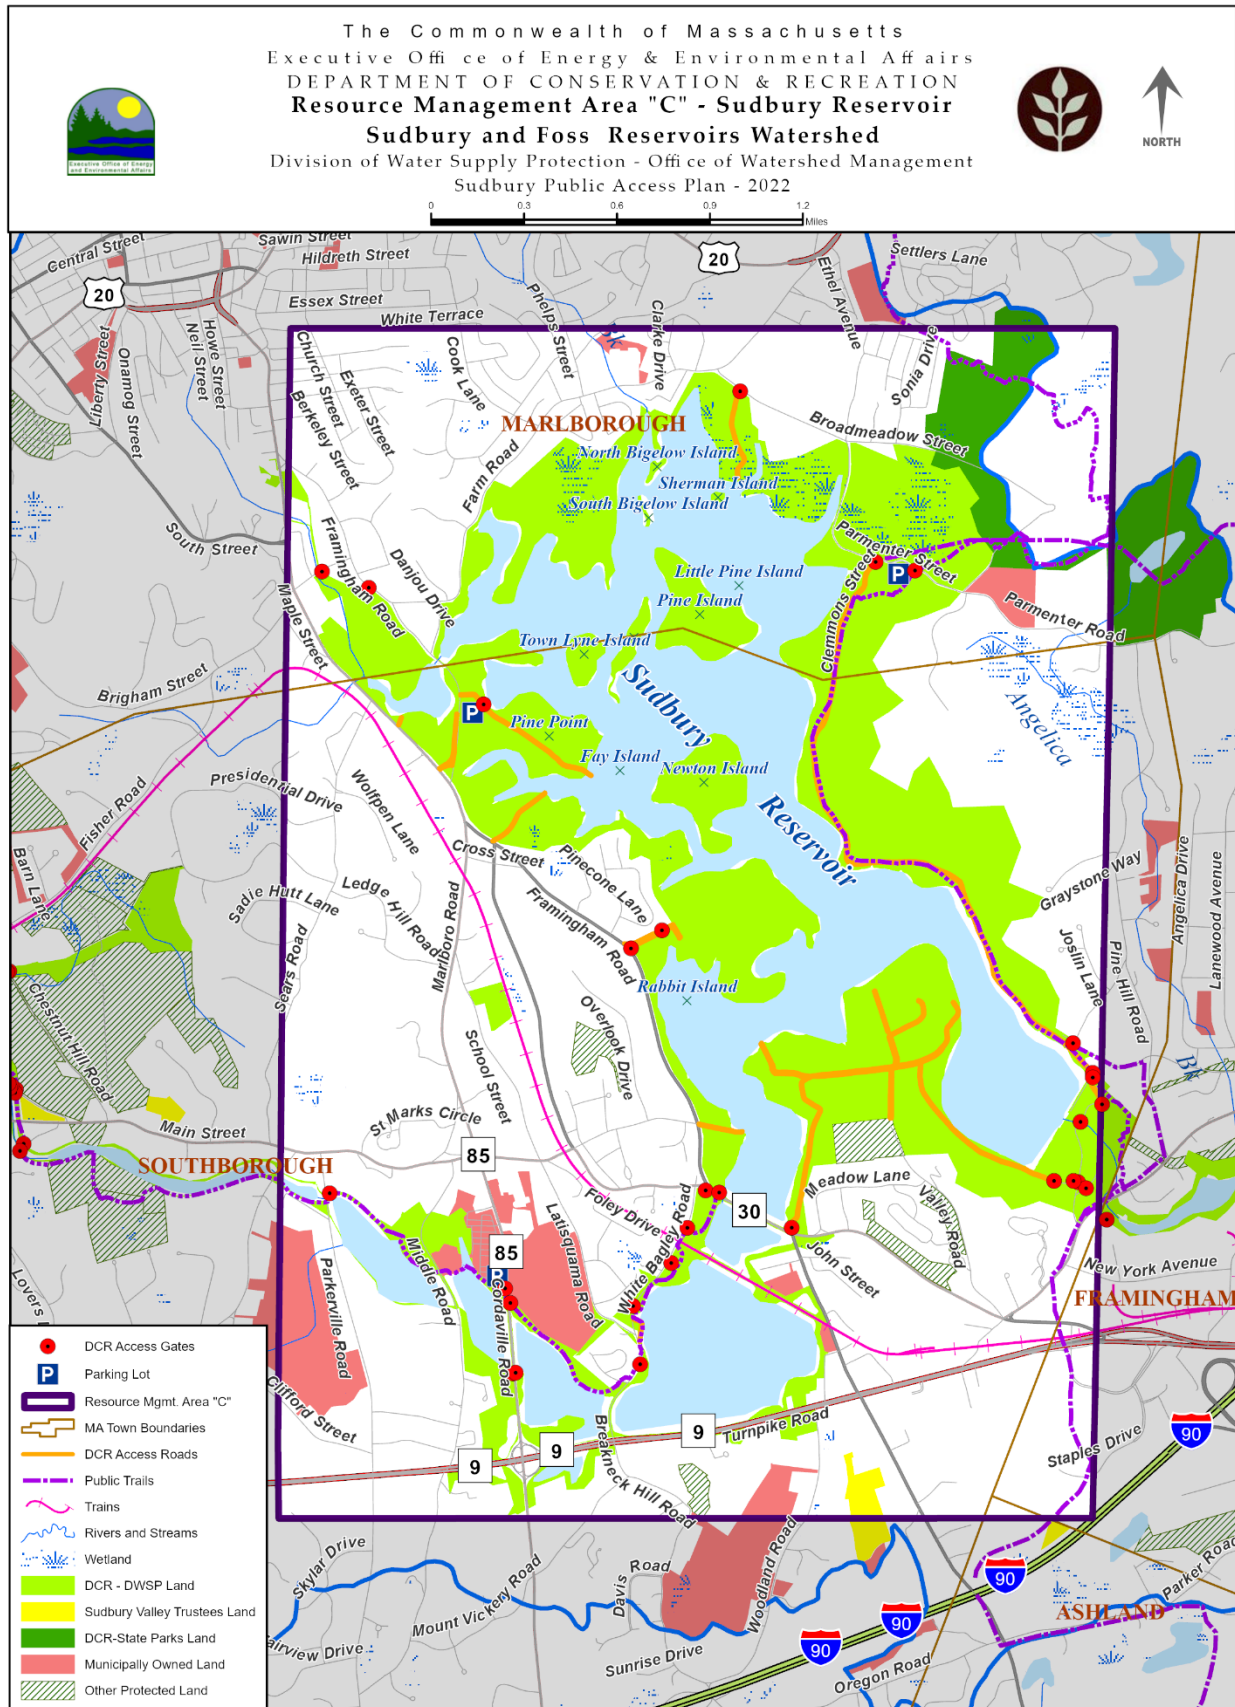 The Commonwealth of Massachusetts
Executive Office of Energy & Environmental Affairs
DEPARTMENT OF CONSERVATION & RECREATION
Resource Management Area "C" - Sudbury Reservoir
Sudbury and Foss Reservoirs Watershed
Division of Water Supply Protection - Office of Watershed Management
Sudbury Public Access Plan - 2022
Executive Office of Energy
and Environmental Affairs
NORTH
0 0.3 0.6 0.9 1.2
Miles
Central Street
Sawin Street
Hildreth Street
20
20
Settlers Lane
Ethel Avenue
Essex Street
White Terrace
Phelps Street
Bk
Clarke Drive
Sonia Drive
Liberty Street
Onamog Street
Neil Street
Howe Street
Church Street
Exeter Street
Berkeley Street
Cook Lane
MARLBOROUGH
Broadmeadow Street
Farm Road
North Bigelow Island
Sherman Island
South Bigelow Island
South Street
Framingham Road
Danjou Drive
Maple Street
Parmenter Street
P
Little Pine Island
Pine Island
Clemmons Street
Parmenter Road
Town Lyne Island
Brigham Street
Sudbury
Angelica
P
Pine Point
Fay Island
Newton Island
Presidenrial Drive
Fisher Road
Wolfpen Lane
Reservoir
Barn Lane
Cross Street
Pinecone Lane
Graystone Way
Angelica Drive
Lanewood Avenue
Sadie Hutt Lane
Ledge Hill Road
Marlboro Road
Framingham Road
Sears Road
Joslin Lane
Pine Hill Road
Rabbit Island
Chestnut Hill Road
Overlook Drive
School Street
Bk
St Marks Circle
Main Street
85
SOUTHBOROUGH
Meadow Lane
Valley Road
Foley Drive
White Bagley Road
30
Latisquama Road
85
P
Middle Road
John Street
New York Avenue
FRAMINGHAM
Parkerville Road
Cordaville Road
Lovers L
Clifford Street
Breakneck Hill Road
9
9
9
Turnpike Road
Staples Drive
90
DCR Access Gates
P Parking Lot
Resource Mgmt. Area "C"
MA Town Boundaries
DCR Access Roads
Public Trails
Trains
Rivers and Streams
Wetland
DCR - DWSP Land
Sudbury Valley Trustees Land
DCR-State Parks Land
Municipally Owned Land
Other Protected Land
Skylar Drive
Mount Vickery Road
Davis Road
Woodland Road
Parker Road
90
90
90
ASHLAND
airview Drive
Sunrise Drive
Oregon Road